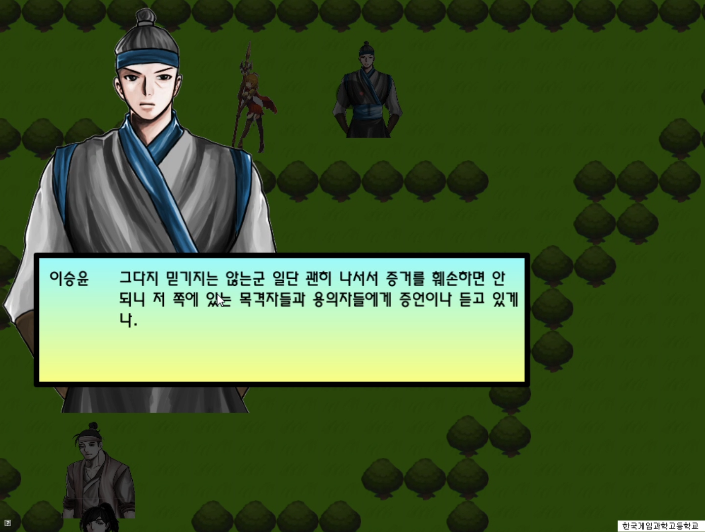 이승윤 그다지 믿기지는 않는군 일단 괜히 나서서 증거를 훼손하면 안
되니 저 쪽에 있는 목격자들과 용의자들에게 증언이나 듣고 있게
나.
한국게임과학고등학교